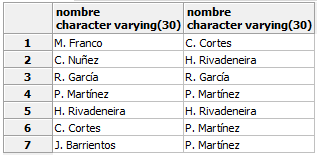 nombre nombre
character varying(30) character varying(30)
1 M. Franco C. Cortes
2 C. Nuñez H. Rivadeneira
3 R. García R. García
4 P. Martínez P. Martínez
5 H. Rivadeneira H. Rivadeneira
6 C. Cortes P. Martínez
7 J. Barrientos P. Martínez